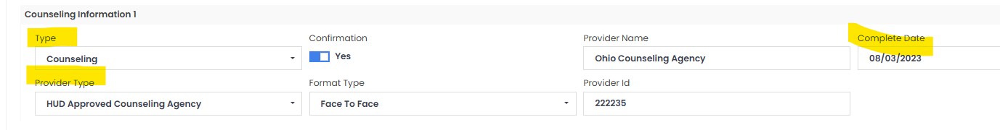 Counseling Information 1
Type Confirmation Provider Name Complete Date
Counseling Yes Ohio Counseling Agency 08/03/2023
Provider Type Format Type Provider Id
HUD Approved Counseling Agency Face To Face 222235